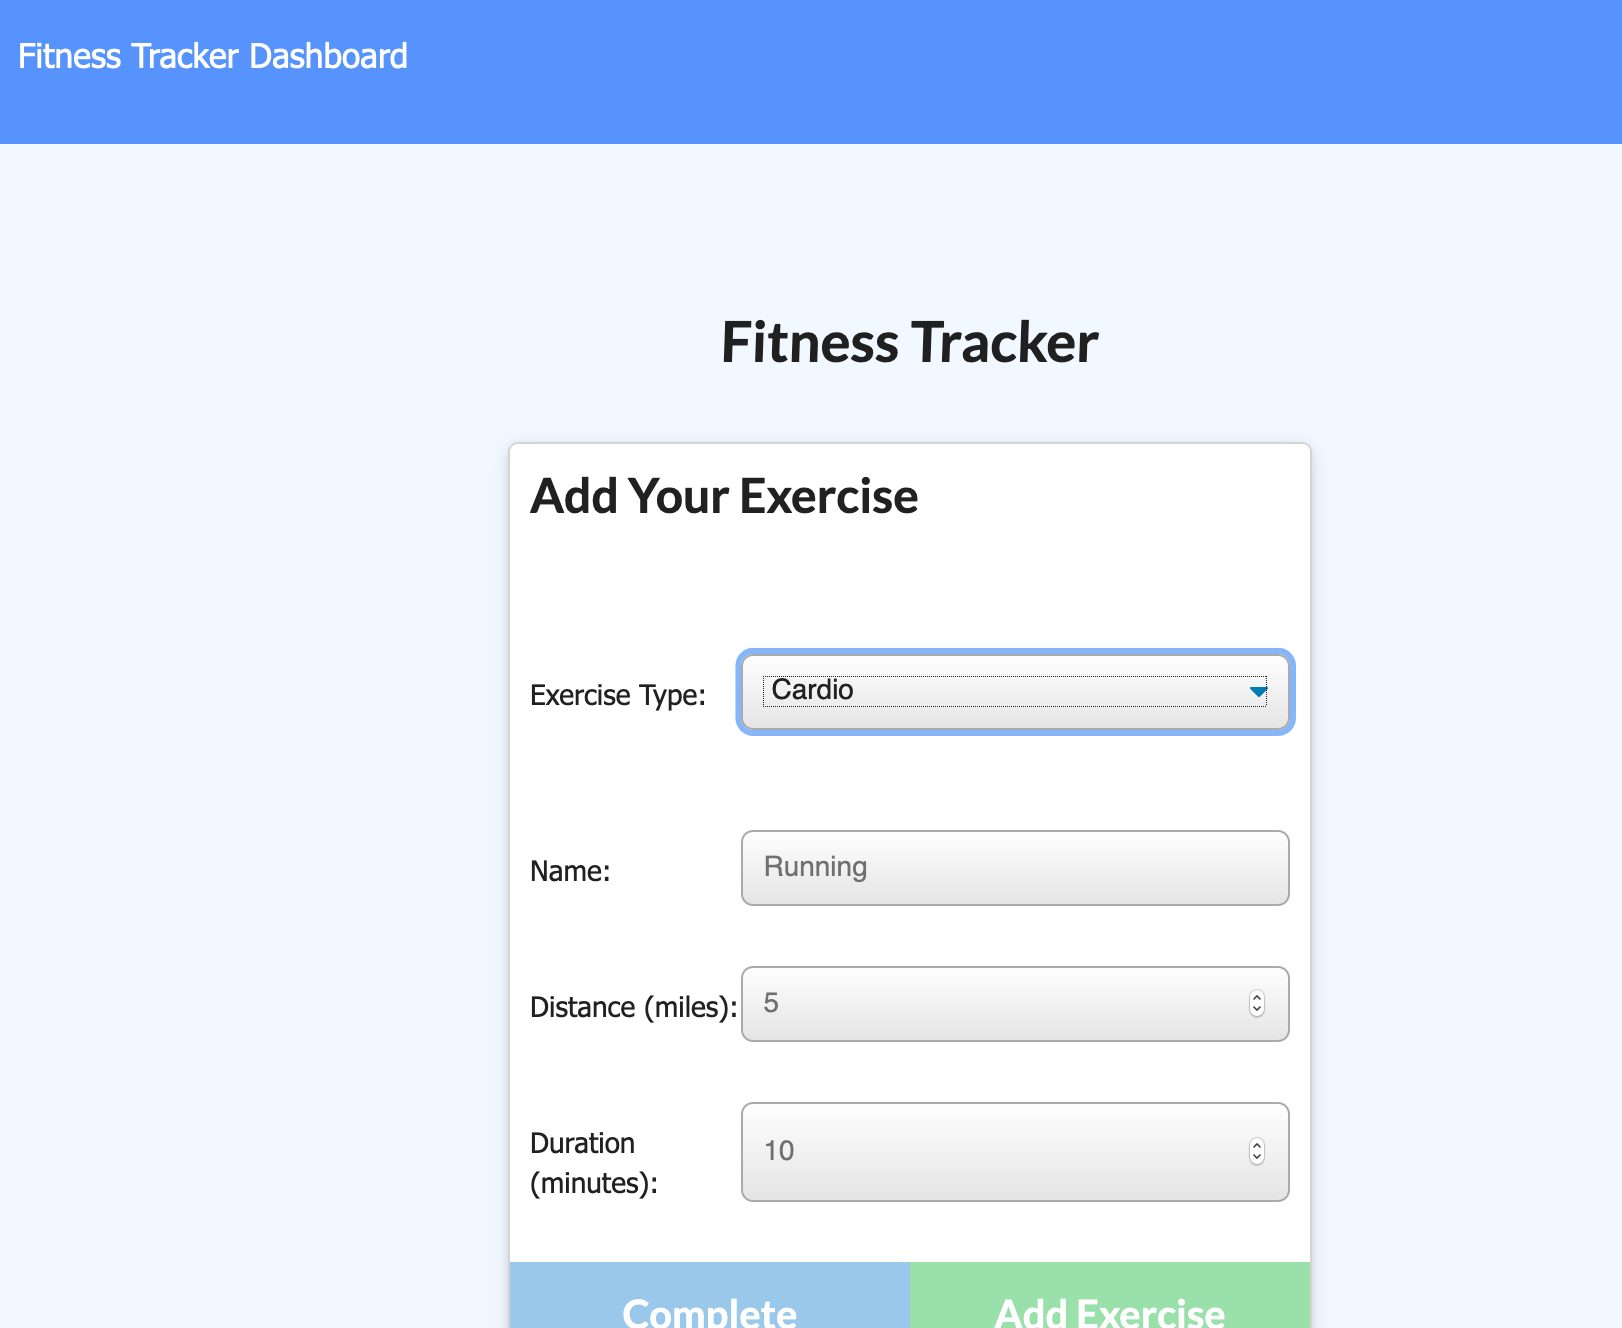 Fitness Tracker Dashboard
Fitness Tracker
Add Your Exercise
Exercise Type: Cardio
Name: Running
Distance (miles): 5
Duration
(minutes): 10
Complete Add Exercise